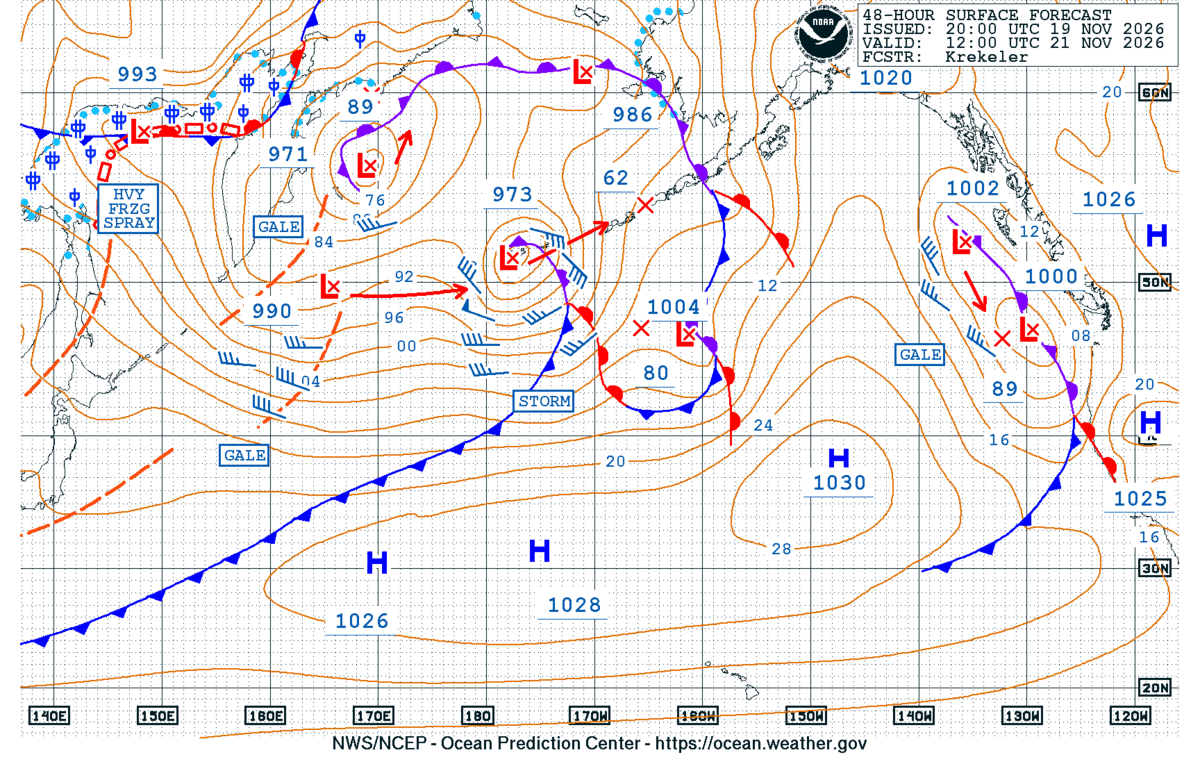 48-HOUR SURFACE FORECAST
ISSUED: 20:00 UTC 19 NOV 2026
VALID: 12:00 UTC 21 NOV 2026
FCSTR: Krekeler
NOAA
993
89
986
1020
20
60N
971
62
973
1002
1026
HVY
FRZG
SPRAY
76
GALE
84
12
H
L
L
L
L
L
L
L
L
92
50N
1000
12
990
96
1004
00
08
GALE
04
80
89
20
STORM
H
24
16
GALE
20
H
1030
1025
28
16
H
H
30N
1026
1028
20N
140E
150E
160E
170E
180
170W
160W
150W
140W
130W
120W
NWS/NCEP - Ocean Prediction Center - https://ocean.weather.gov